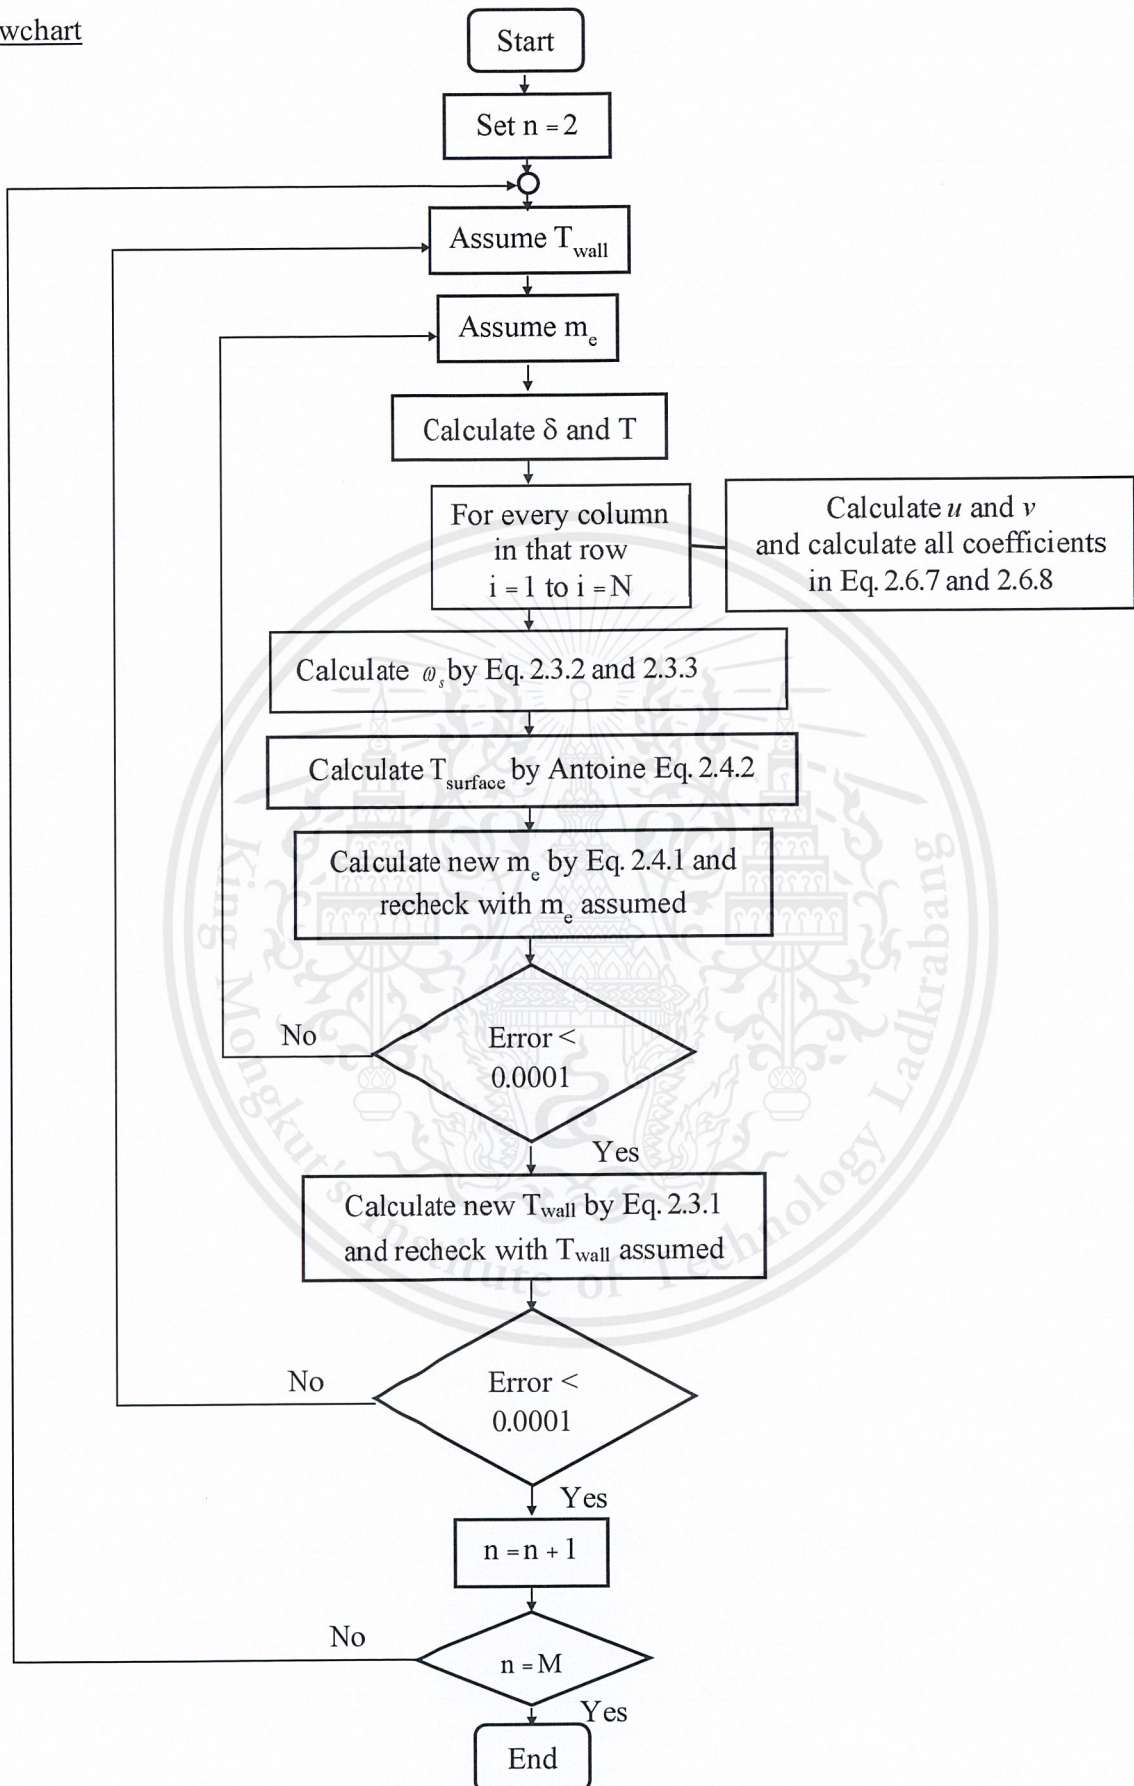 wchart
Start
Set n = 2
Assume T_wall
Assume m_e
Calculate δ and T
For every column
in that row
i = 1 to i = N
Calculate u and v
and calculate all coefficients
in Eq. 2.6.7 and 2.6.8
Calculate ω_s by Eq. 2.3.2 and 2.3.3
Calculate T_surface by Antoine Eq. 2.4.2
Calculate new m_e by Eq. 2.4.1 and
recheck with m_e assumed
No
Error <
0.0001
Yes
Calculate new Twall by Eq. 2.3.1
and recheck with Twall assumed
No
Error <
0.0001
Yes
n = n + 1
No
n = M
Yes
End
King Mongkut's Institute of Technology Ladkrabang